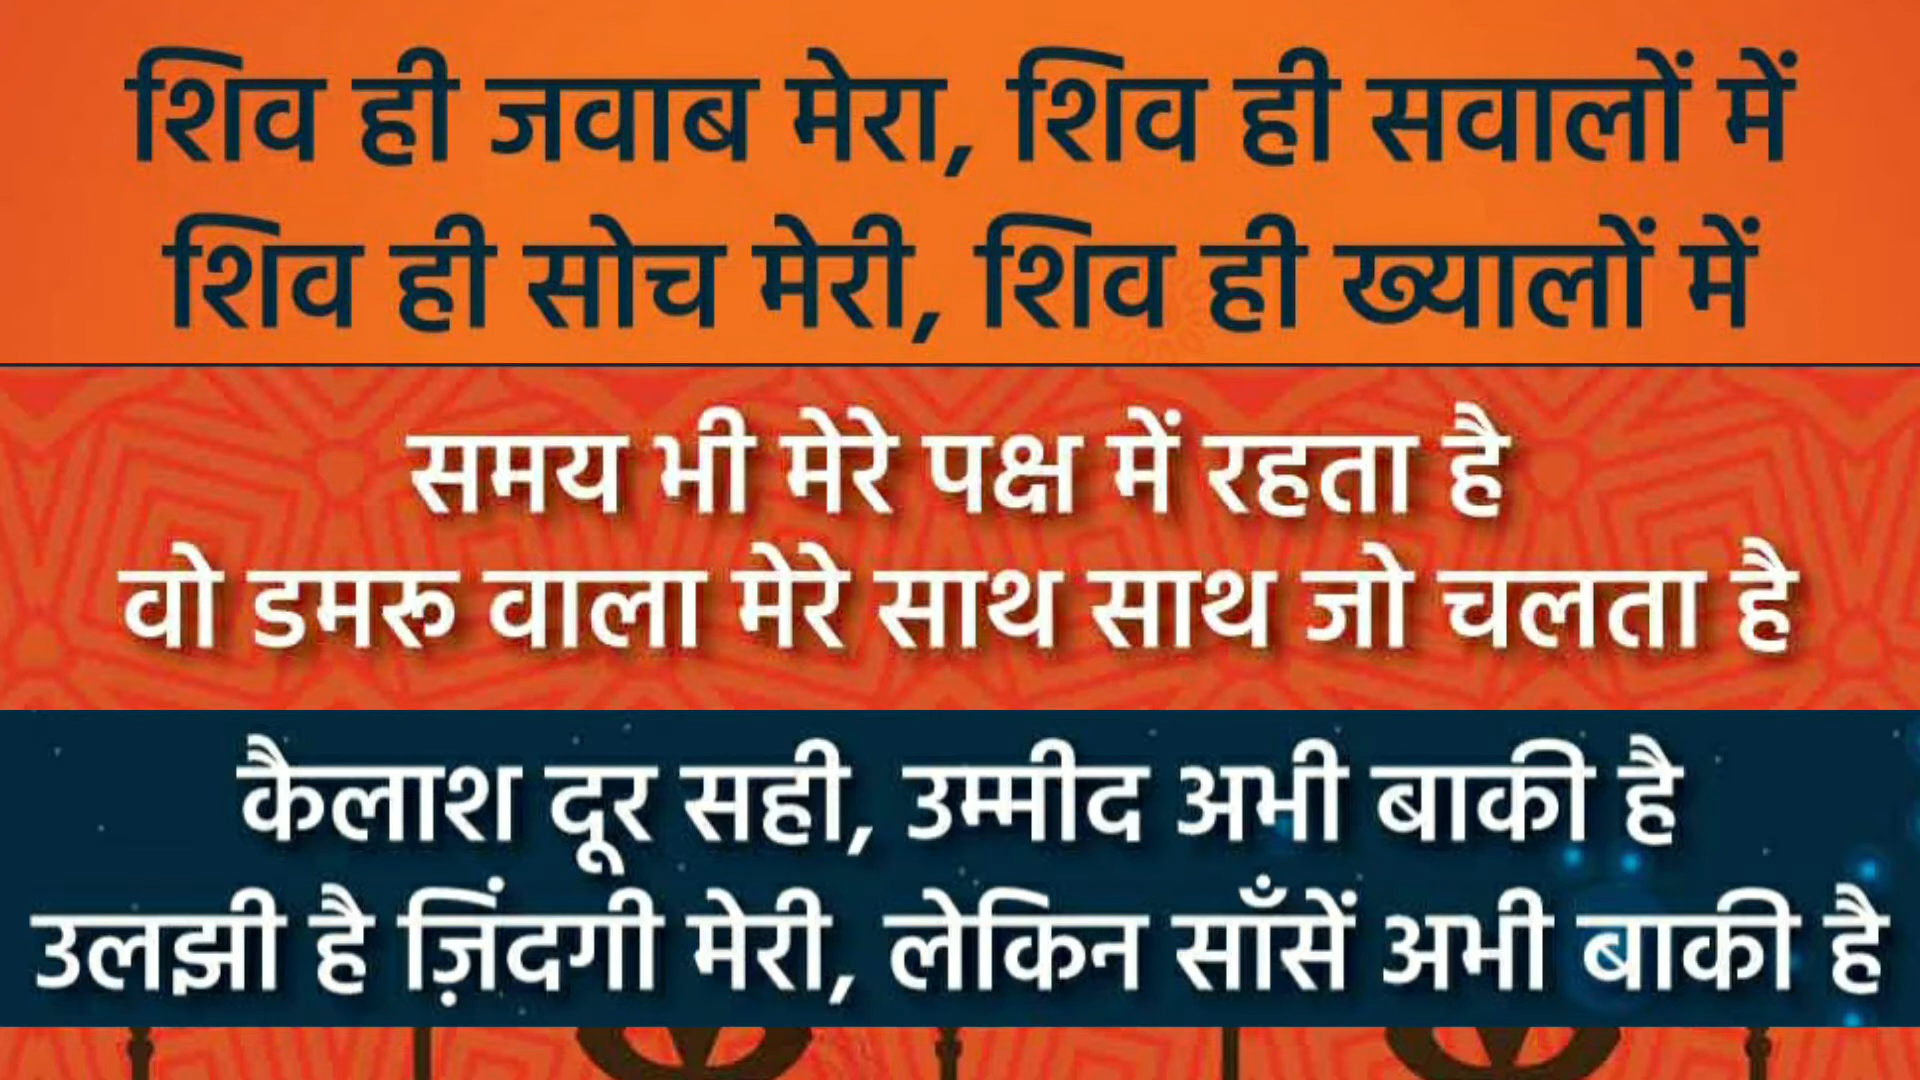 शिव ही जवाब मेरा, शिव ही सवालों में
शिव ही सोच मेरी, शिव ही ख्यालों में
समय भी मेरे पक्ष में रहता है
वो डमरू वाला मेरे साथ साथ जो चलता है
कैलाश दूर सही, उम्मीद अभी बाकी है
उलझी है ज़िंदगी मेरी, लेकिन साँसें अभी बाकी है